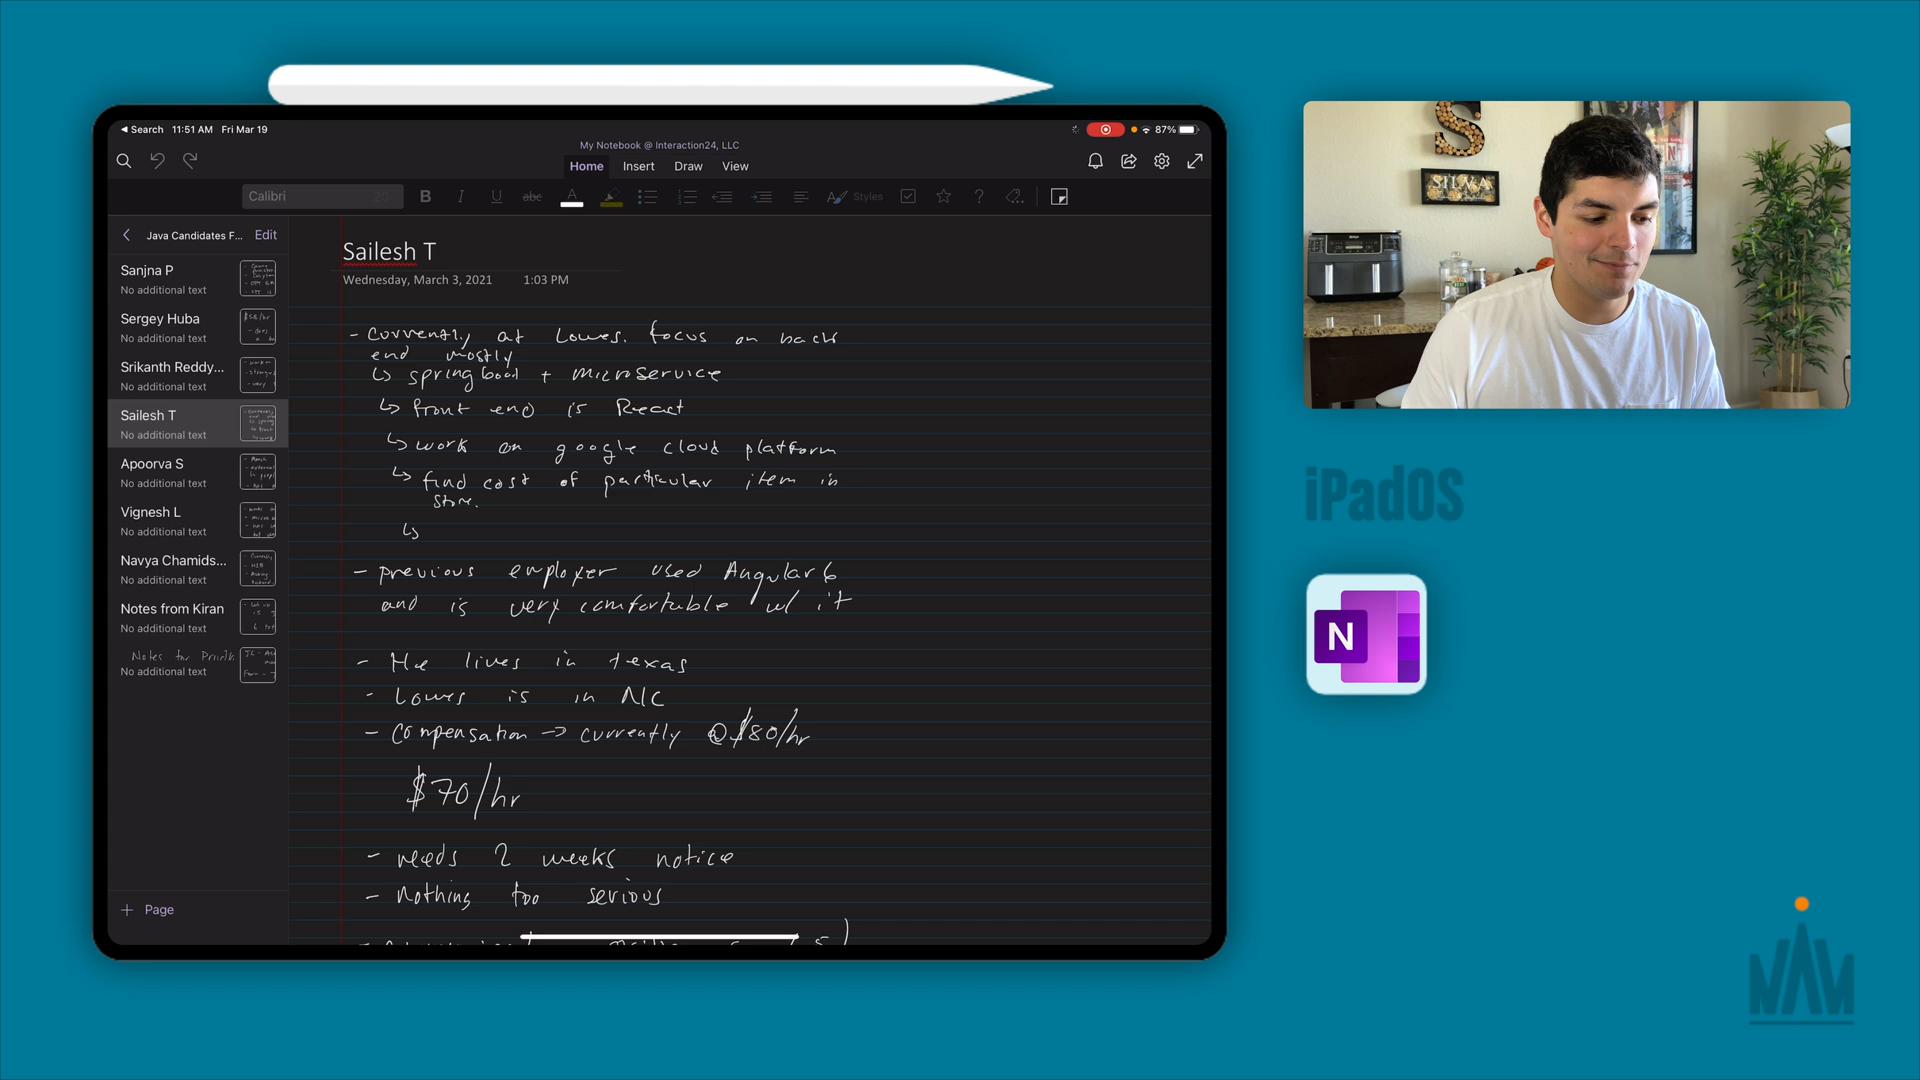 Search 11:51 AM Fri Mar 19
87%
My Notebook @ Interaction24, LLC
Home Insert Draw View
Calibri 20 B I U abc A Styles
Java Candidates F... Edit
Sanjna P
No additional text
Sergey Huba
No additional text
Srikanth Reddy...
No additional text
Sailesh T
No additional text
Apoorva S
No additional text
Vignesh L
No additional text
Navya Chamids...
No additional text
Notes from Kiran
No additional text
Notes for
No additional text
+ Page
Sailesh T
Wednesday, March 3, 2021 1:03 PM
- Currently at Lowes. focus on back
end mostly
↳ spring boot + microservice
↳ front end is React
↳ work on google cloud platform
↳ find cost of particular item in
store.
↳
- previous employer used Angular 6
and is very comfortable w/ it
- He lives in texas
- Lowes is in NC
- Compensation → currently @ $80/hr
$70/hr
- needs 2 weeks notice
- Nothing too serious
S
SILVA
iPadOS
N
NAM